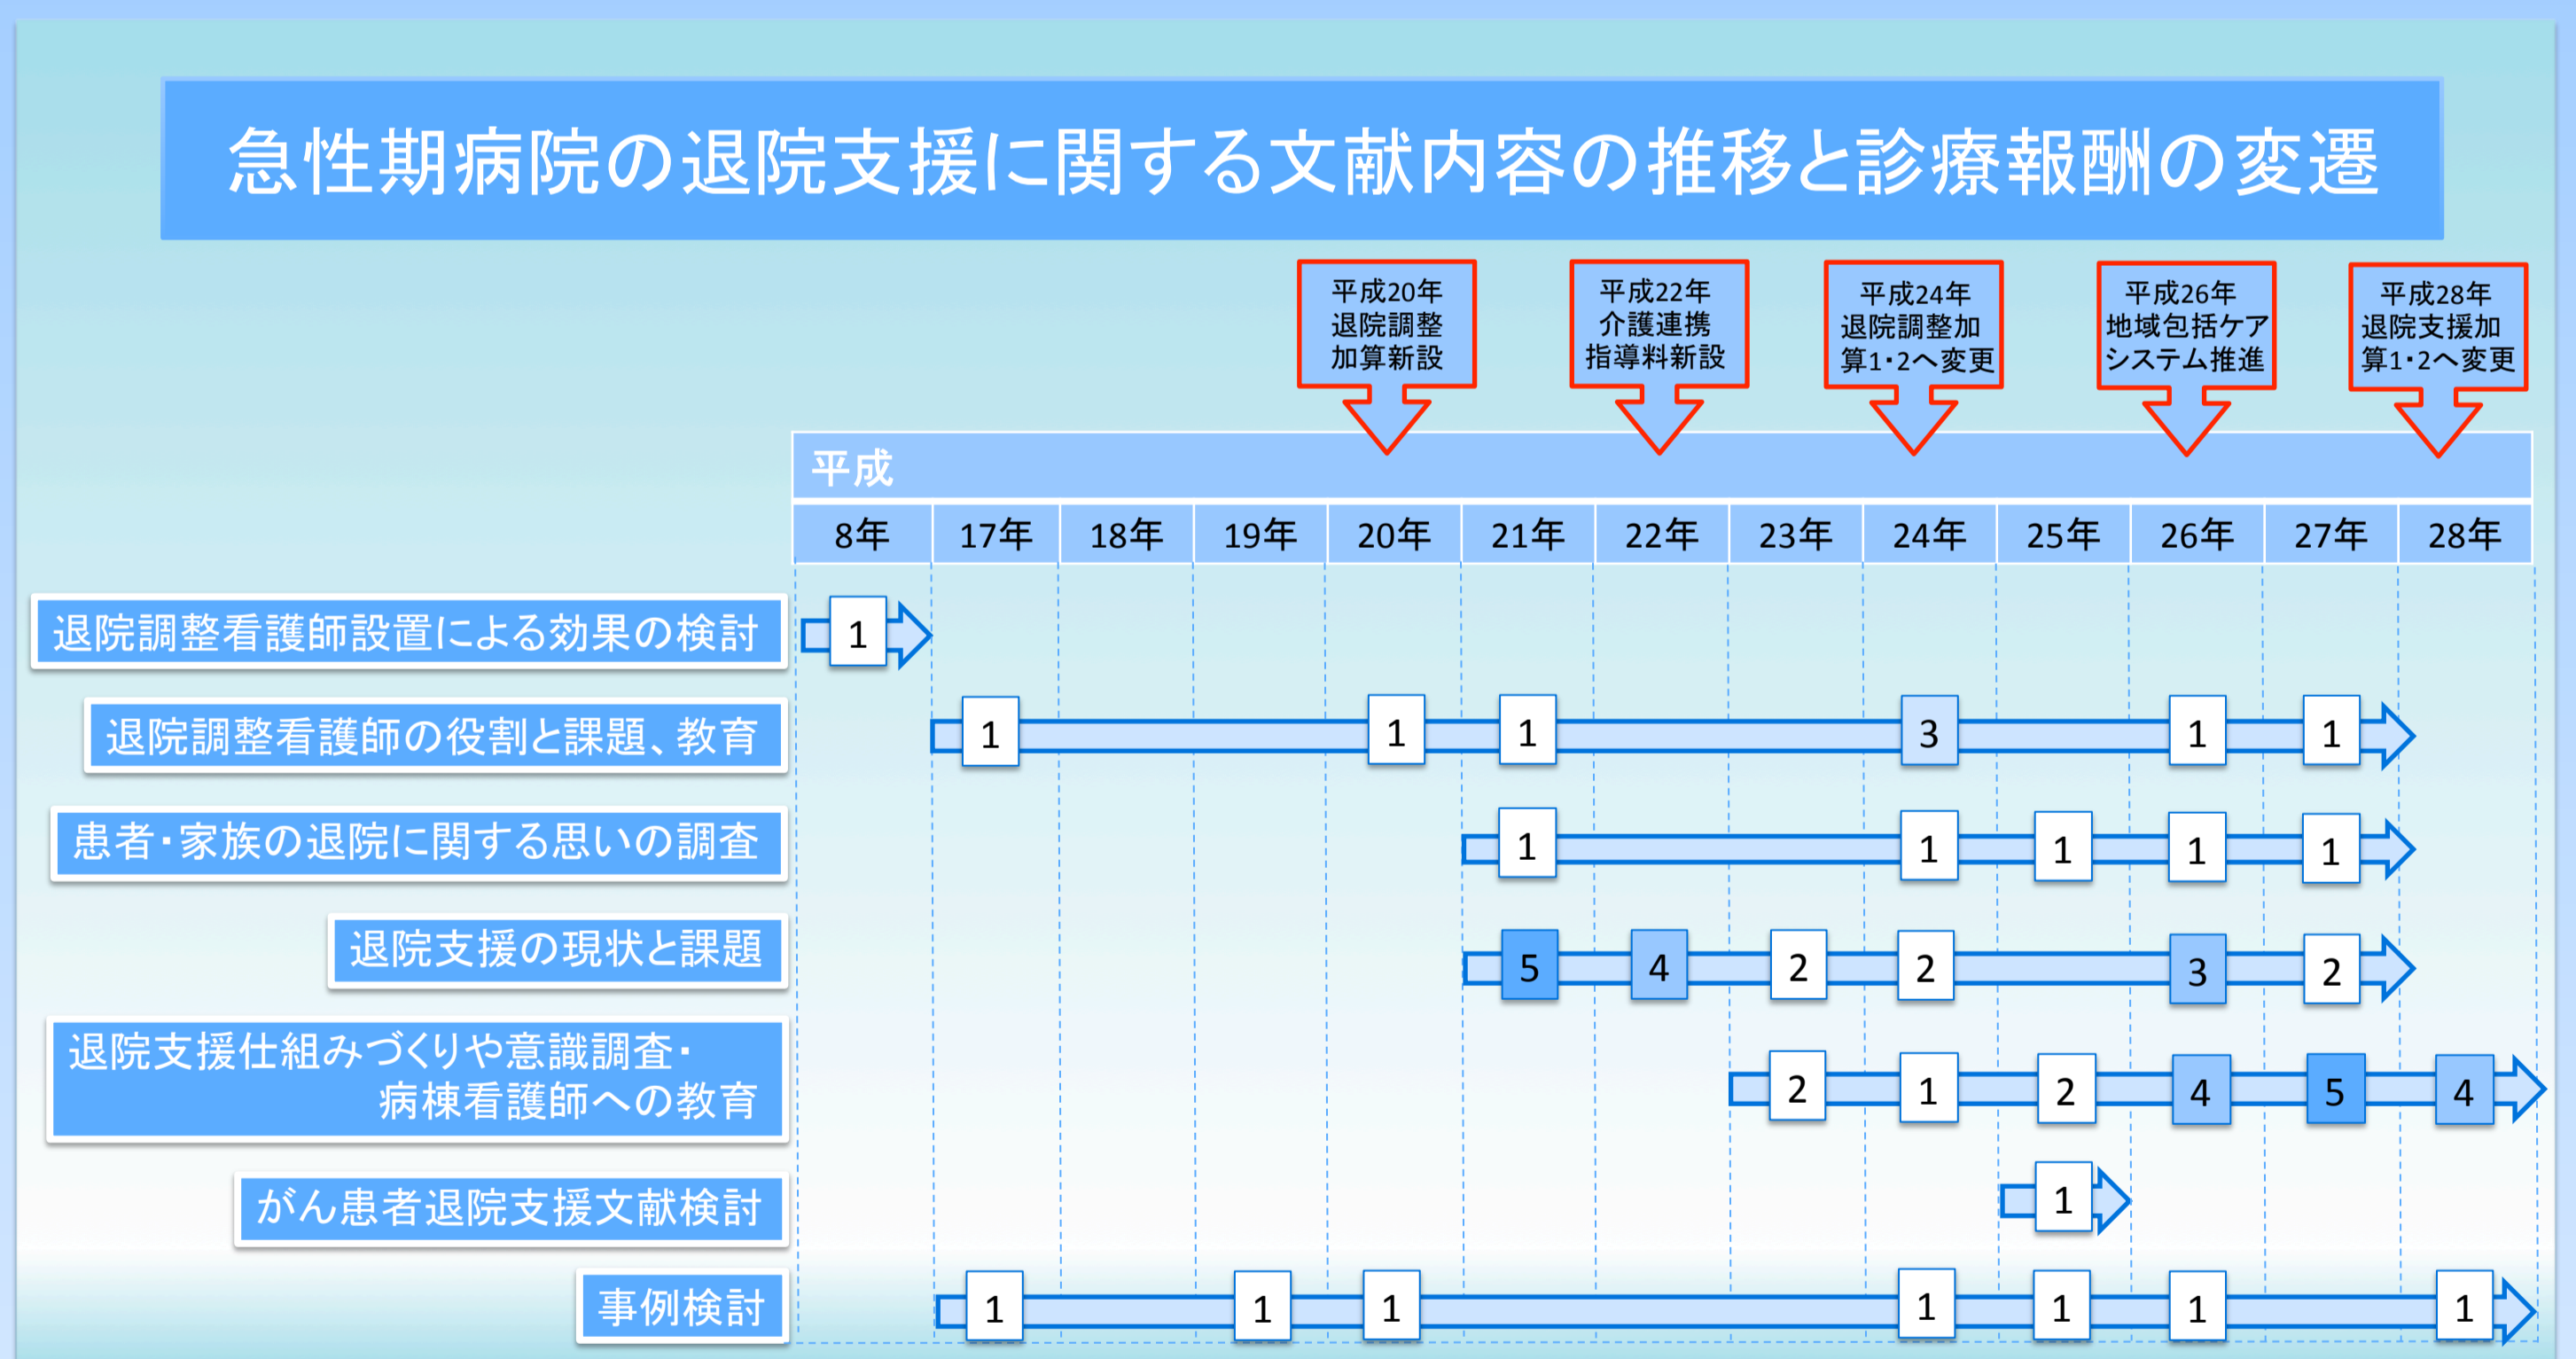 急性期病院の退院支援に関する文献内容の推移と診療報酬の変遷
平成20年
退院調整
加算新設
平成22年
介護連携
指導料新設
平成24年
退院調整加
算1・2へ変更
平成26年
地域包括ケア
システム推進
平成28年
退院支援加
算1・2へ変更
平成
8年 17年 18年 19年 20年 21年 22年 23年 24年 25年 26年 27年 28年
退院調整看護師設置による効果の検討 1
退院調整看護師の役割と課題、教育 1 1 1 3 1 1
患者・家族の退院に関する思いの調査 1 1 1 1 1
退院支援の現状と課題 5 4 2 2 3 2
退院支援仕組みづくりや意識調査・
病棟看護師への教育 2 1 2 4 5 4
がん患者退院支援文献検討 1
事例検討 1 1 1 1 1 1 1